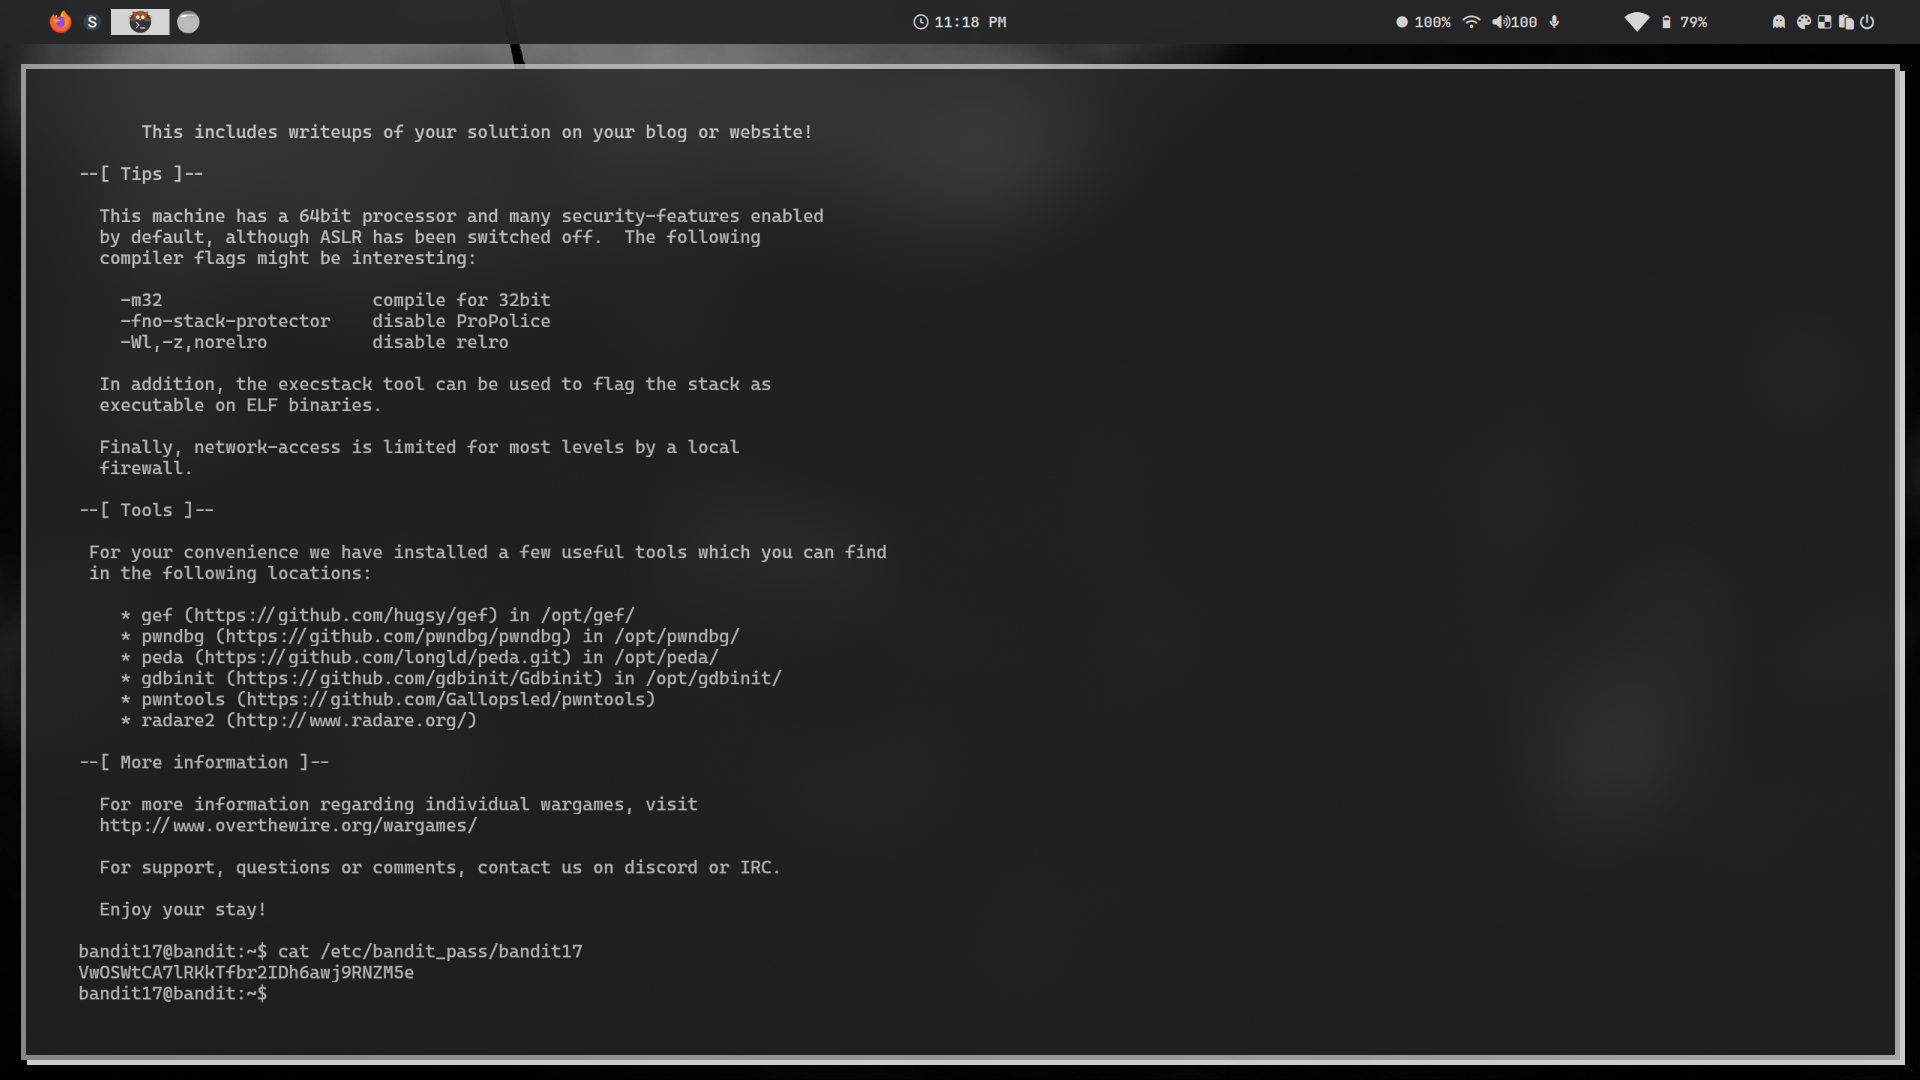 S
11:18 PM
100%
100
79%
This includes writeups of your solution on your blog or website!
--[ Tips ]--
This machine has a 64bit processor and many security-features enabled
by default, although ASLR has been switched off.  The following
compiler flags might be interesting:
-m32                    compile for 32bit
-fno-stack-protector    disable ProPolice
-Wl,-z,norelro          disable relro
In addition, the execstack tool can be used to flag the stack as
executable on ELF binaries.
Finally, network-access is limited for most levels by a local
firewall.
--[ Tools ]--
For your convenience we have installed a few useful tools which you can find
in the following locations:
* gef (https://github.com/hugsy/gef) in /opt/gef/
* pwndbg (https://github.com/pwndbg/pwndbg) in /opt/pwndbg/
* peda (https://github.com/longld/peda.git) in /opt/peda/
* gdbinit (https://github.com/gdbinit/Gdbinit) in /opt/gdbinit/
* pwntools (https://github.com/Gallopsled/pwntools)
* radare2 (http://www.radare.org/)
--[ More information ]--
For more information regarding individual wargames, visit
http://www.overthewire.org/wargames/
For support, questions or comments, contact us on discord or IRC.
Enjoy your stay!
bandit17@bandit:~$ cat /etc/bandit_pass/bandit17
VwOSWtCA7lRKkTfbr2IDh6awj9RNZM5e
bandit17@bandit:~$